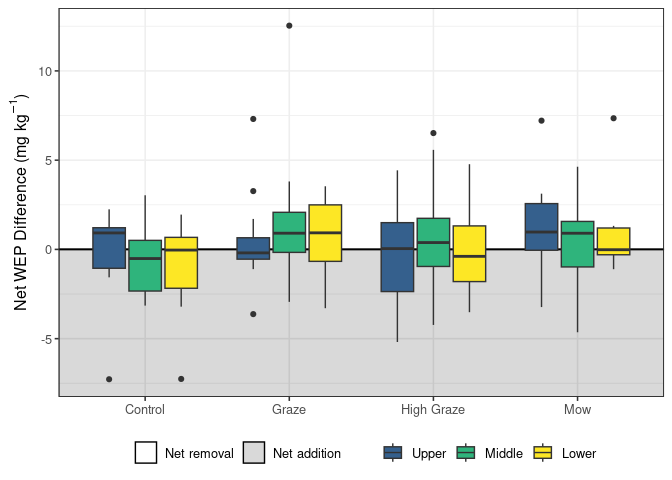 Net WEP Difference (mg kg⁻¹)
10
5
0
-5
Control Graze High Graze Mow
Net removal Net addition Upper Middle Lower